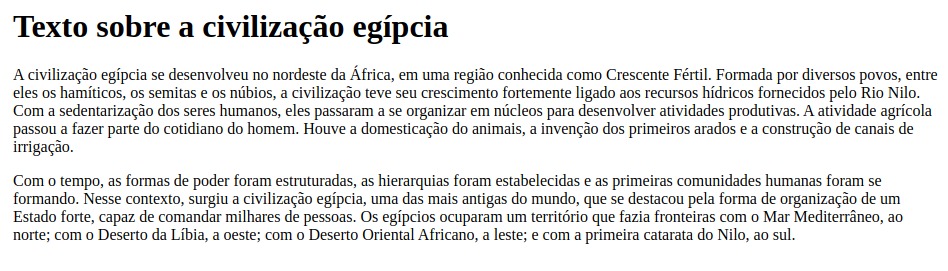 Texto sobre a civilização egípcia
A civilização egípcia se desenvolveu no nordeste da África, em uma região conhecida como Crescente Fértil. Formada por diversos povos, entre
eles os hamíticos, os semitas e os núbios, a civilização teve seu crescimento fortemente ligado aos recursos hídricos fornecidos pelo Rio Nilo.
Com a sedentarização dos seres humanos, eles passaram a se organizar em núcleos para desenvolver atividades produtivas. A atividade agrícola
passou a fazer parte do cotidiano do homem. Houve a domesticação do animais, a invenção dos primeiros arados e a construção de canais de
irrigação.
Com o tempo, as formas de poder foram estruturadas, as hierarquias foram estabelecidas e as primeiras comunidades humanas foram se
formando. Nesse contexto, surgiu a civilização egípcia, uma das mais antigas do mundo, que se destacou pela forma de organização de um
Estado forte, capaz de comandar milhares de pessoas. Os egípcios ocuparam um território que fazia fronteiras com o Mar Mediterrâneo, ao
norte; com o Deserto da Líbia, a oeste; com o Deserto Oriental Africano, a leste; e com a primeira catarata do Nilo, ao sul.